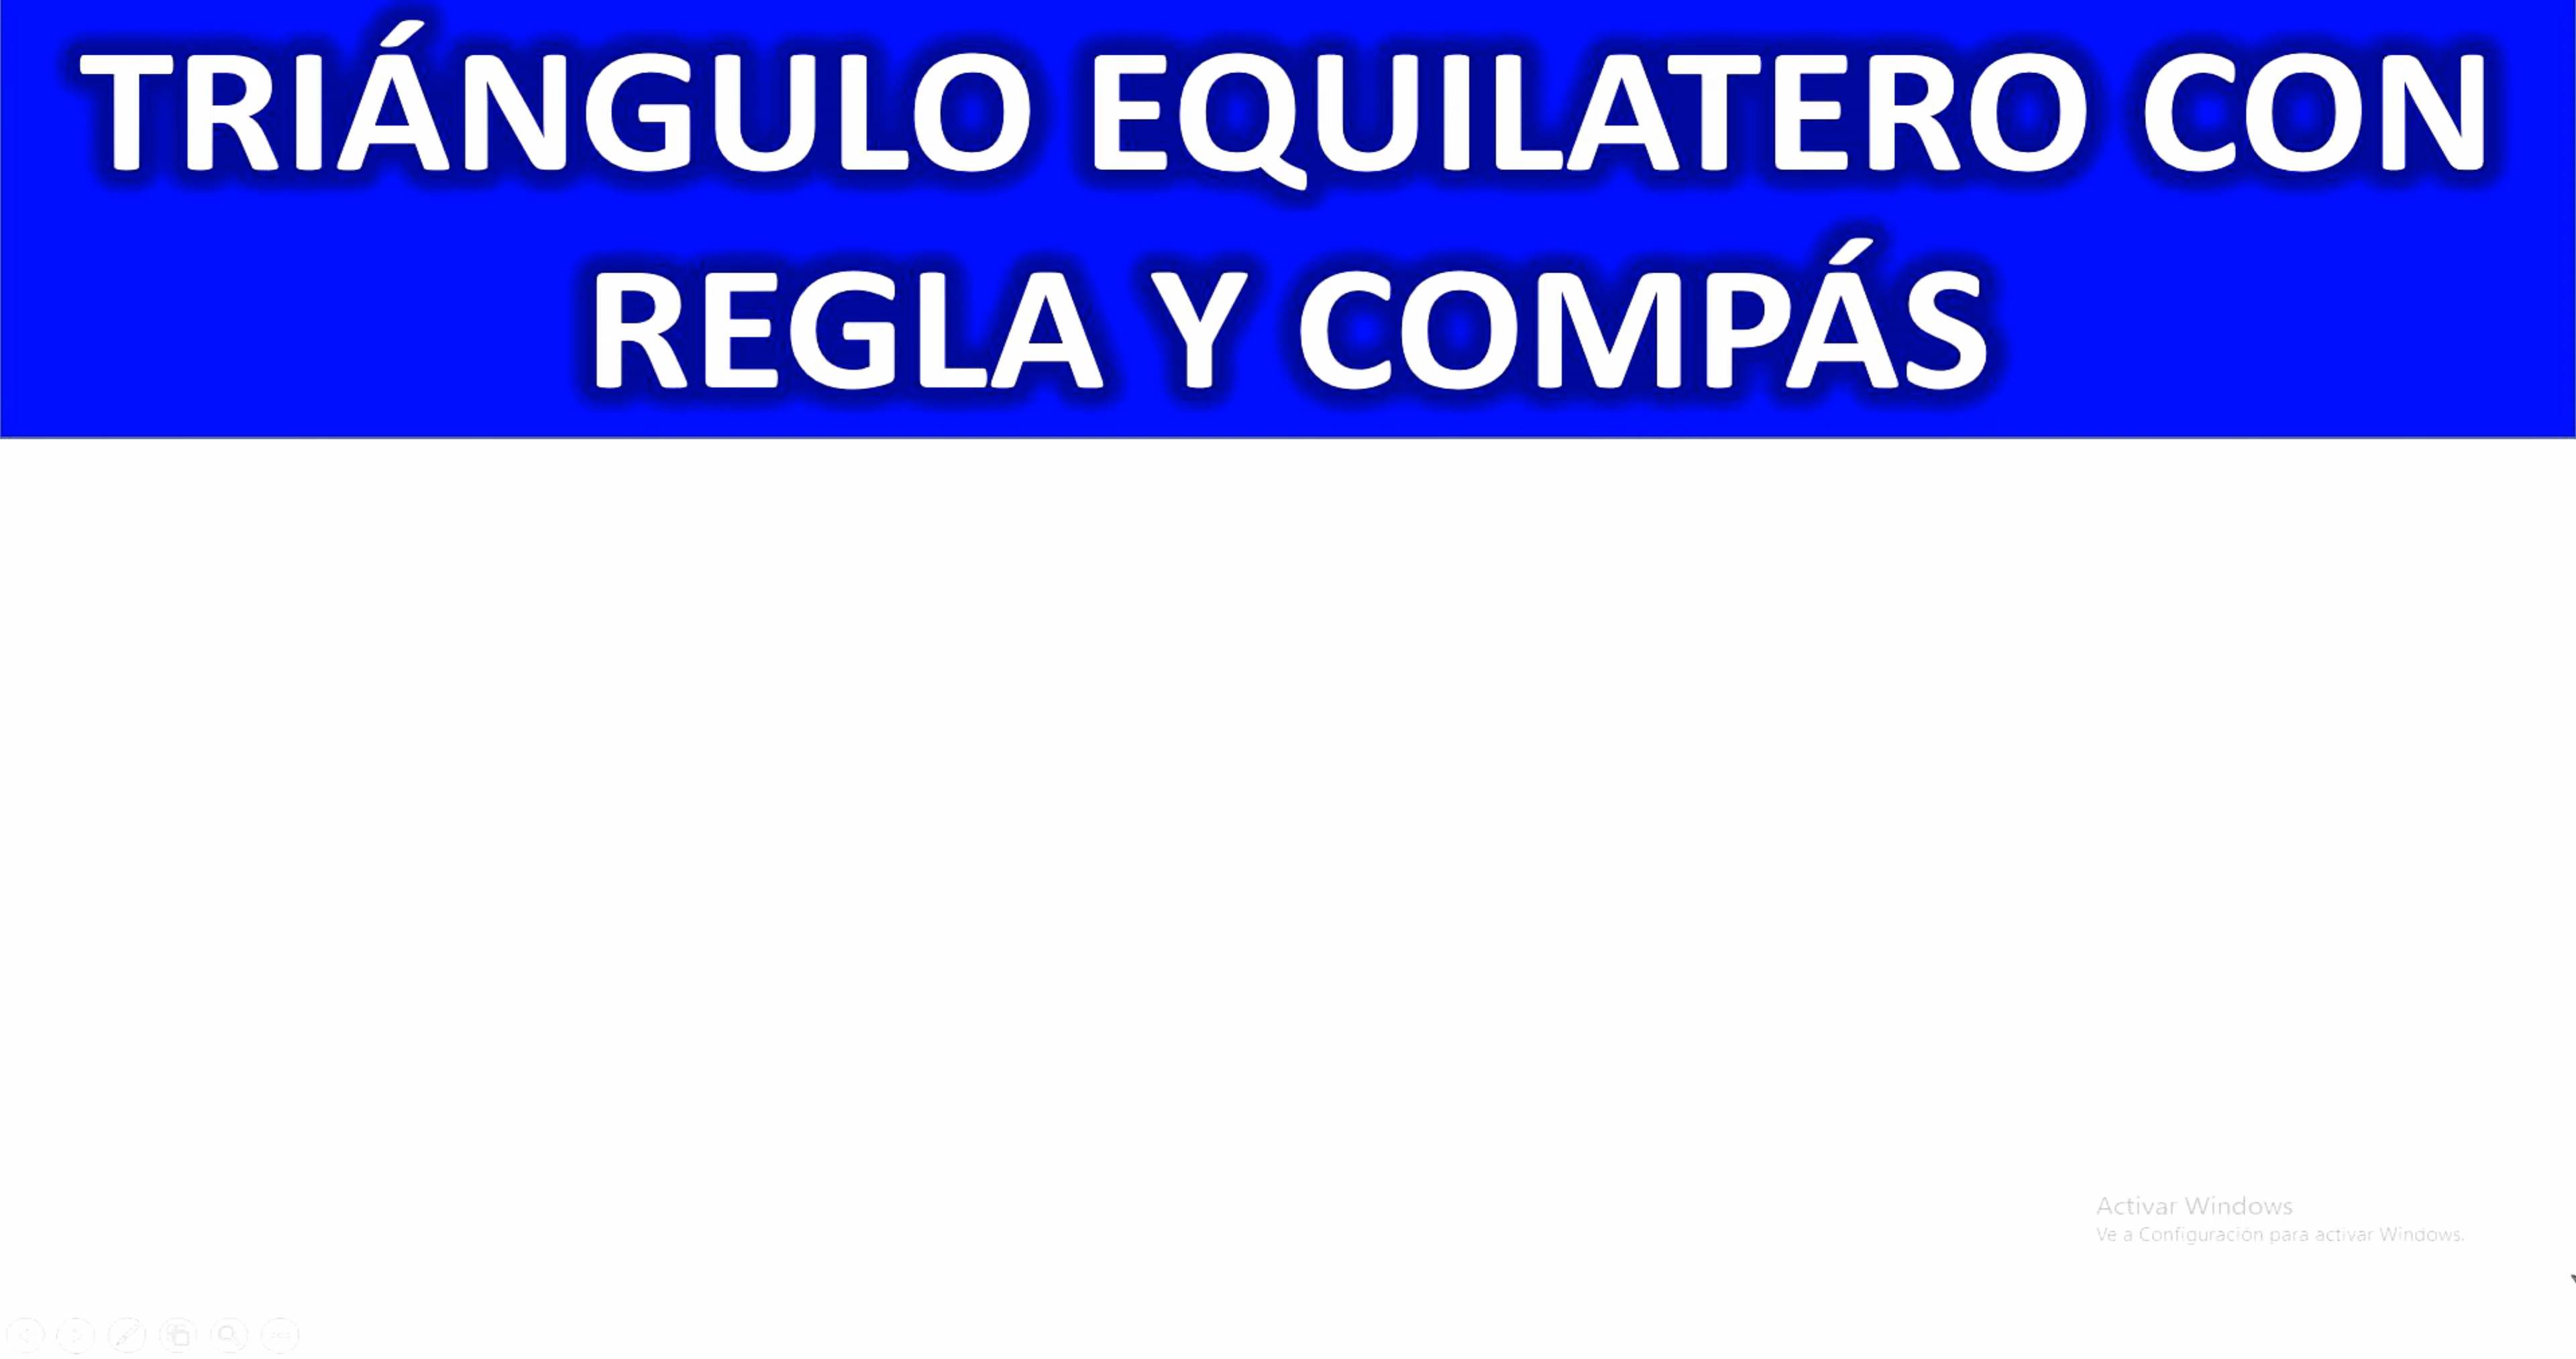 TRIÁNGULO EQUILATERO CON
REGLA Y COMPÁS
Activar Windows
Ve a Configuración para activar Windows.